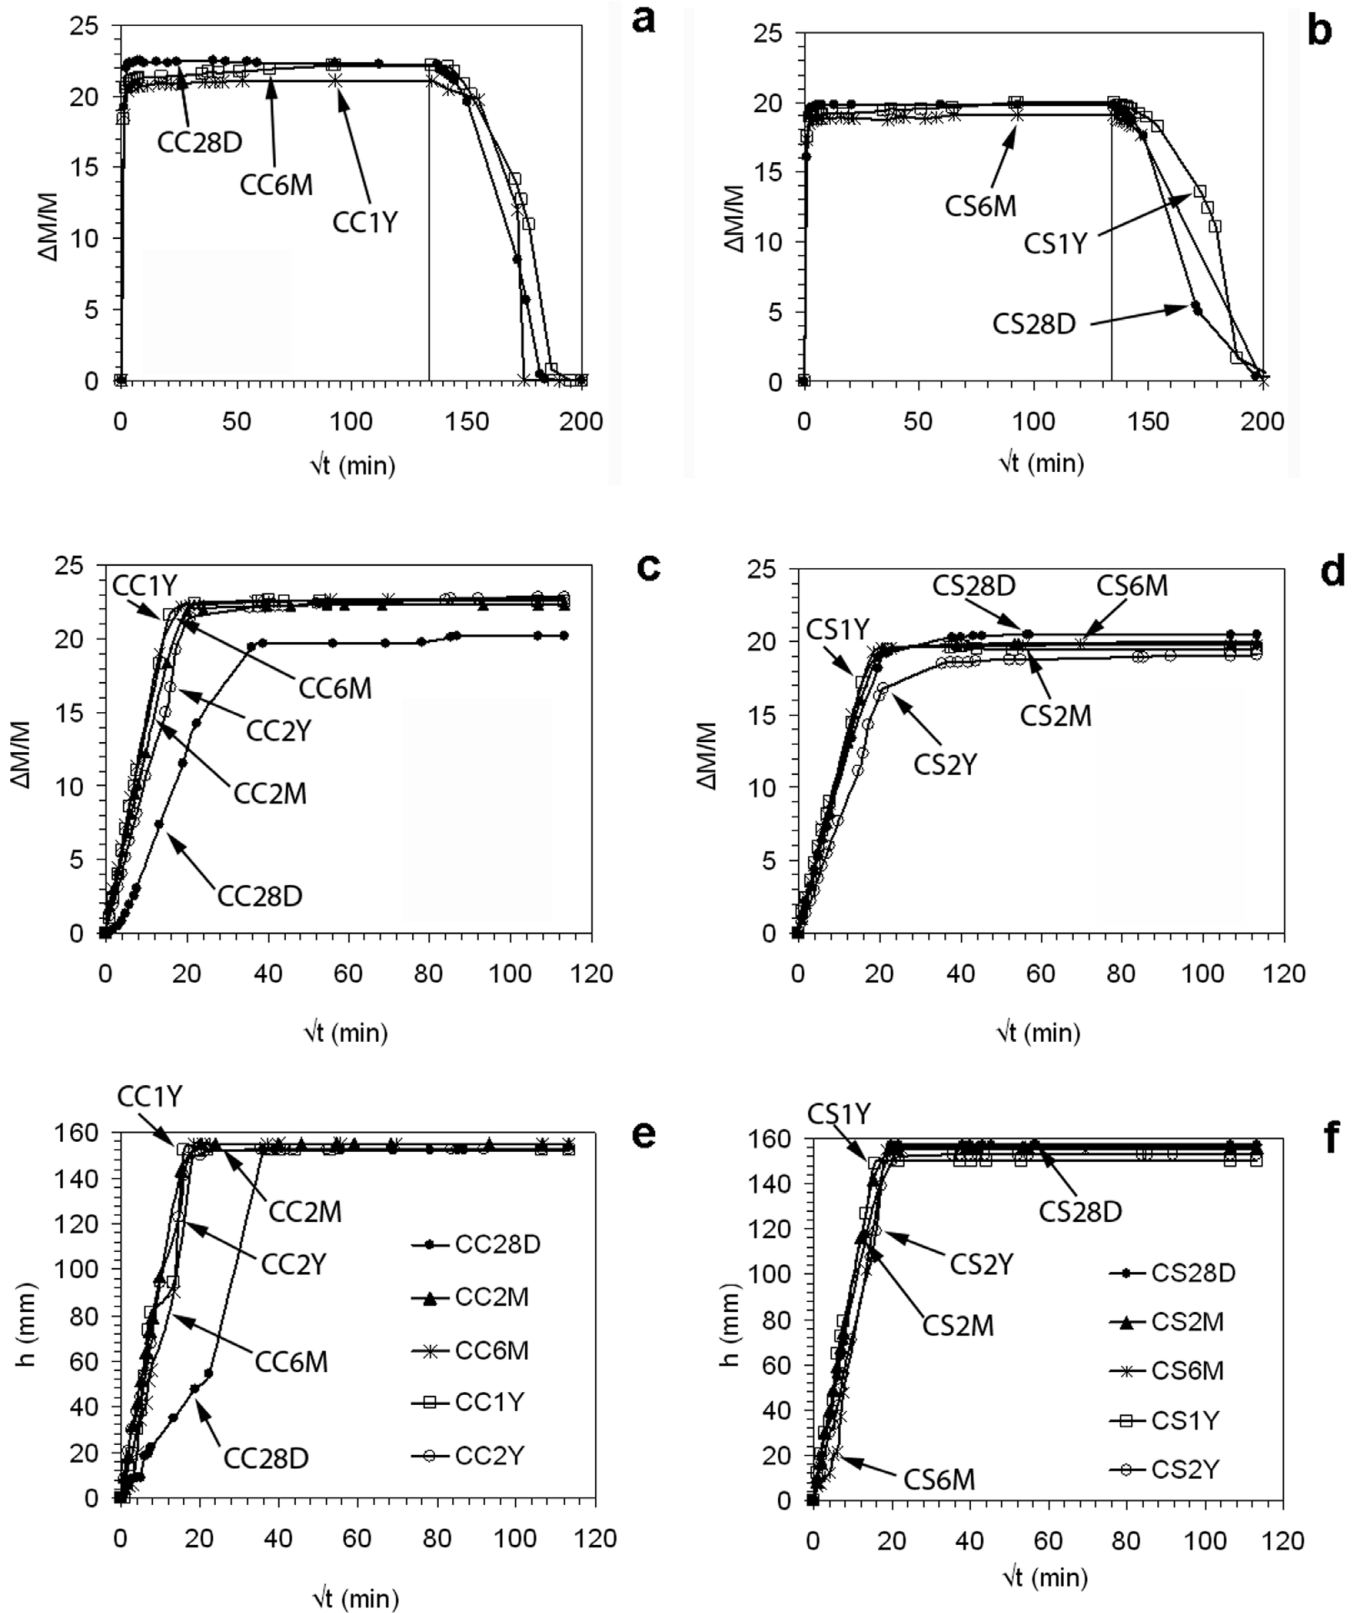 a
25
20
15
10
5
0
ΔM/M
CC28D
CC6M
CC1Y
0 50 100 150 200
√t (min)
b
25
20
15
10
5
0
ΔM/M
CS6M
CS1Y
CS28D
0 50 100 150 200
√t (min)
c
25
20
15
10
5
0
ΔM/M
CC1Y
CC6M
CC2Y
CC2M
CC28D
0 20 40 60 80 100 120
√t (min)
d
25
20
15
10
5
0
ΔM/M
CS28D
CS6M
CS1Y
CS2M
CS2Y
0 20 40 60 80 100 120
√t (min)
e
160
140
120
100
80
60
40
20
0
h (mm)
CC1Y
CC2M
CC2Y
CC6M
CC28D
CC28D
CC2M
CC6M
CC1Y
CC2Y
0 20 40 60 80 100 120
√t (min)
f
160
140
120
100
80
60
40
20
0
h (mm)
CS1Y
CS28D
CS2Y
CS2M
CS6M
CS28D
CS2M
CS6M
CS1Y
CS2Y
0 20 40 60 80 100 120
√t (min)